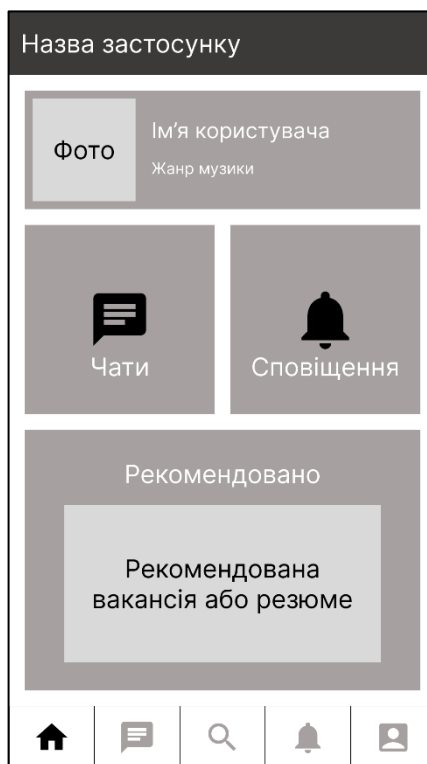 Назва застосунку
Фото
Ім’я користувача
Жанр музики
Чати
Сповіщення
Рекомендовано
Рекомендована
вакансія або резюме